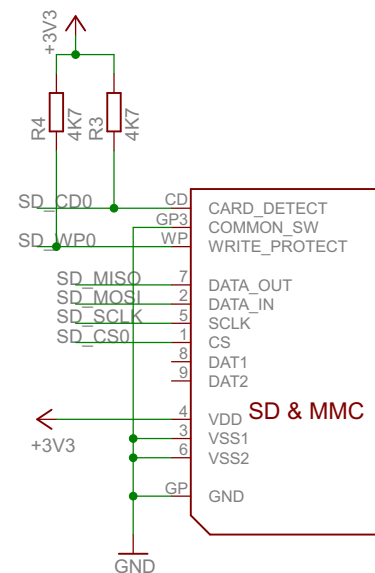 +3V3
R4
4K7
R3
4K7
SD_CD0 CD CARD_DETECT
GP3 COMMON_SW
SD_WP0 WP WRITE_PROTECT
SD_MISO 7 DATA_OUT
SD_MOSI 2 DATA_IN
SD_SCLK 5 SCLK
SD_CS0 1 CS
8 DAT1
9 DAT2
+3V3 4 VDD SD & MMC
3 VSS1
6 VSS2
GP GND
GND